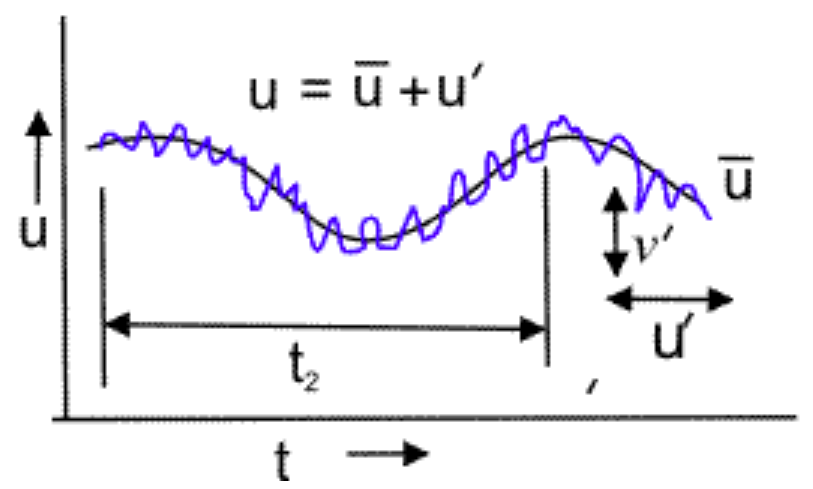 u = u̅ + u′
u̅
u
v′
u′
t₂
′
t